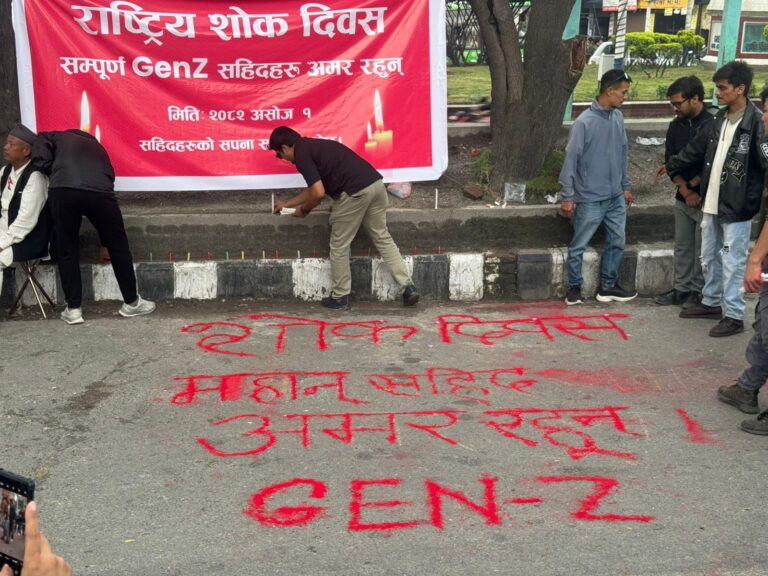 राष्ट्रिय शोक दिवस
सम्पूर्ण GenZ सहिदहरू अमर रहुन्
मिति: २०८२ असोज १
सहिदहरुको सपना
शोक दिवस
महान् सहिद
अमर रहून् ।
GEN-Z